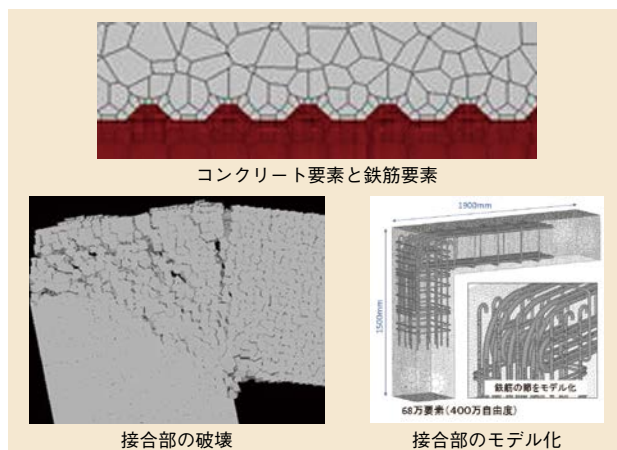 コンクリート要素と鉄筋要素
1900mm
1500mm
鉄筋の節をモデル化
68万要素(400万自由度)
接合部の破壊
接合部のモデル化